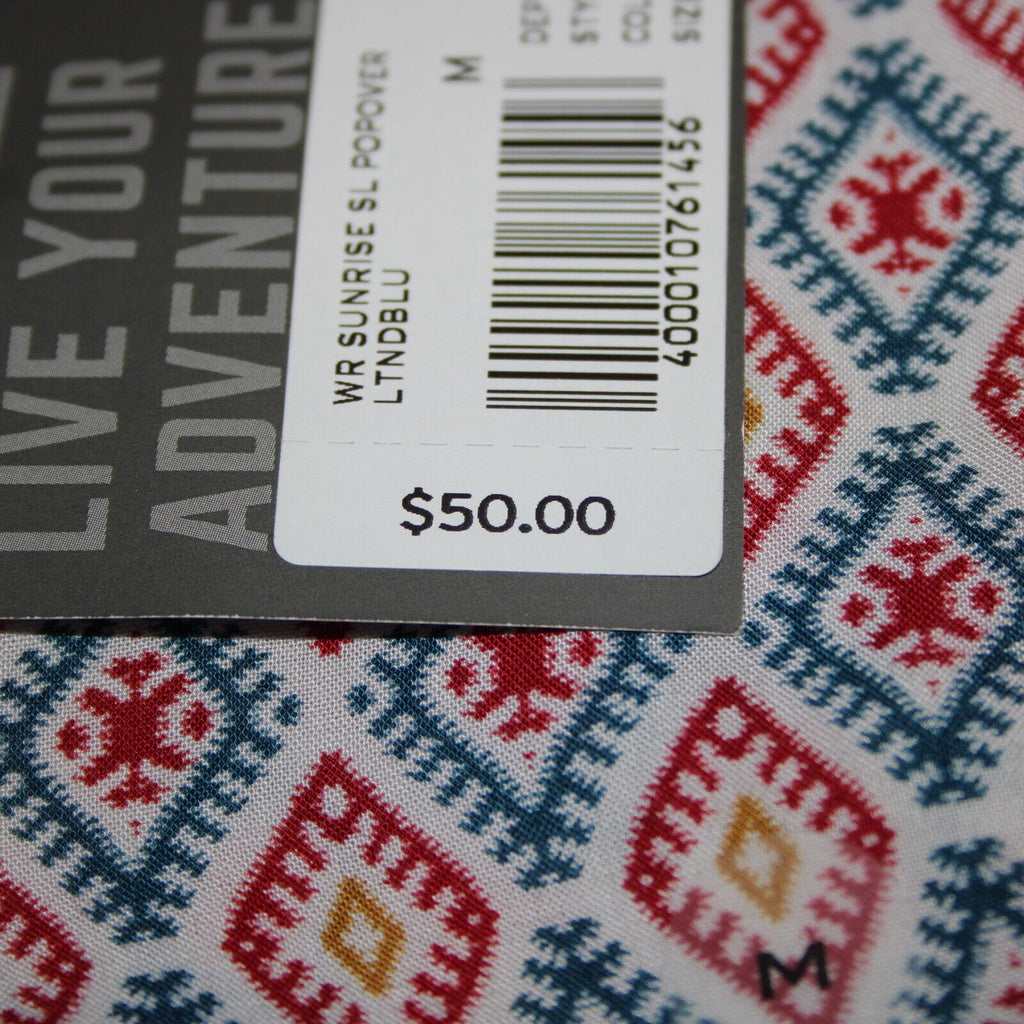 LIVE YOUR
ADVENTURE
WR SUNRISE SL POPOVER
LTNDBLU
M
400010761456
$50.00
M